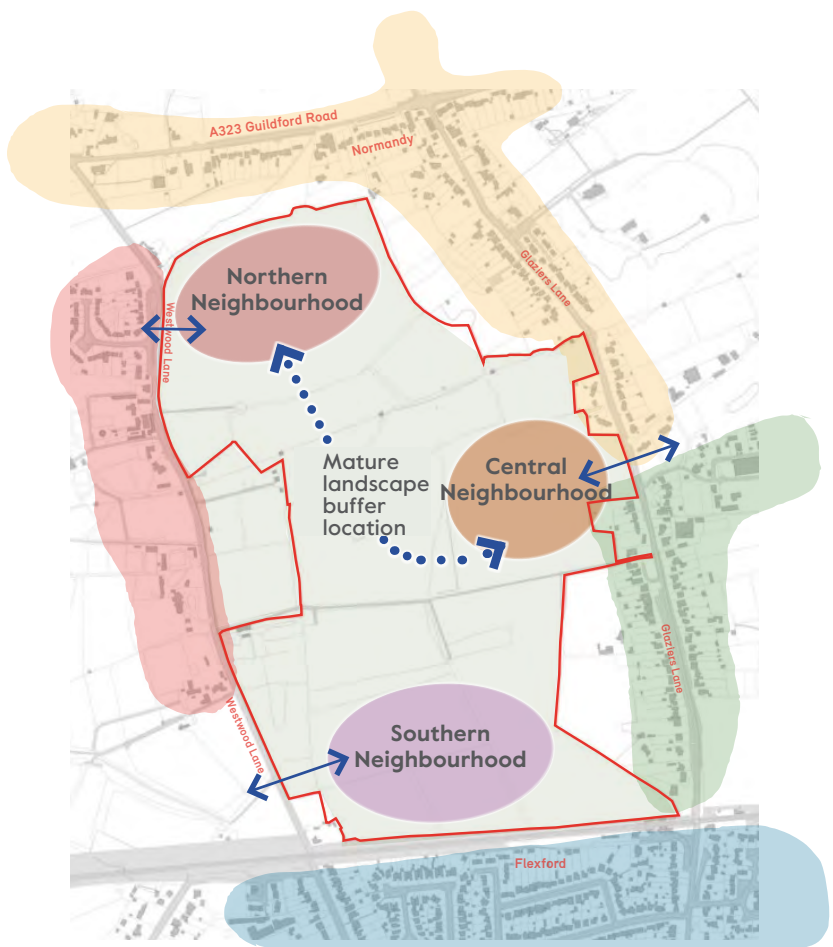 A323 Guildford Road
Normandy
Glaziers Lane
Northern
Neighbourhood
Westwood Lane
Mature
landscape
buffer
location
Central
Neighbourhood
Glaziers Lane
Westwood Lane
Southern
Neighbourhood
Flexford